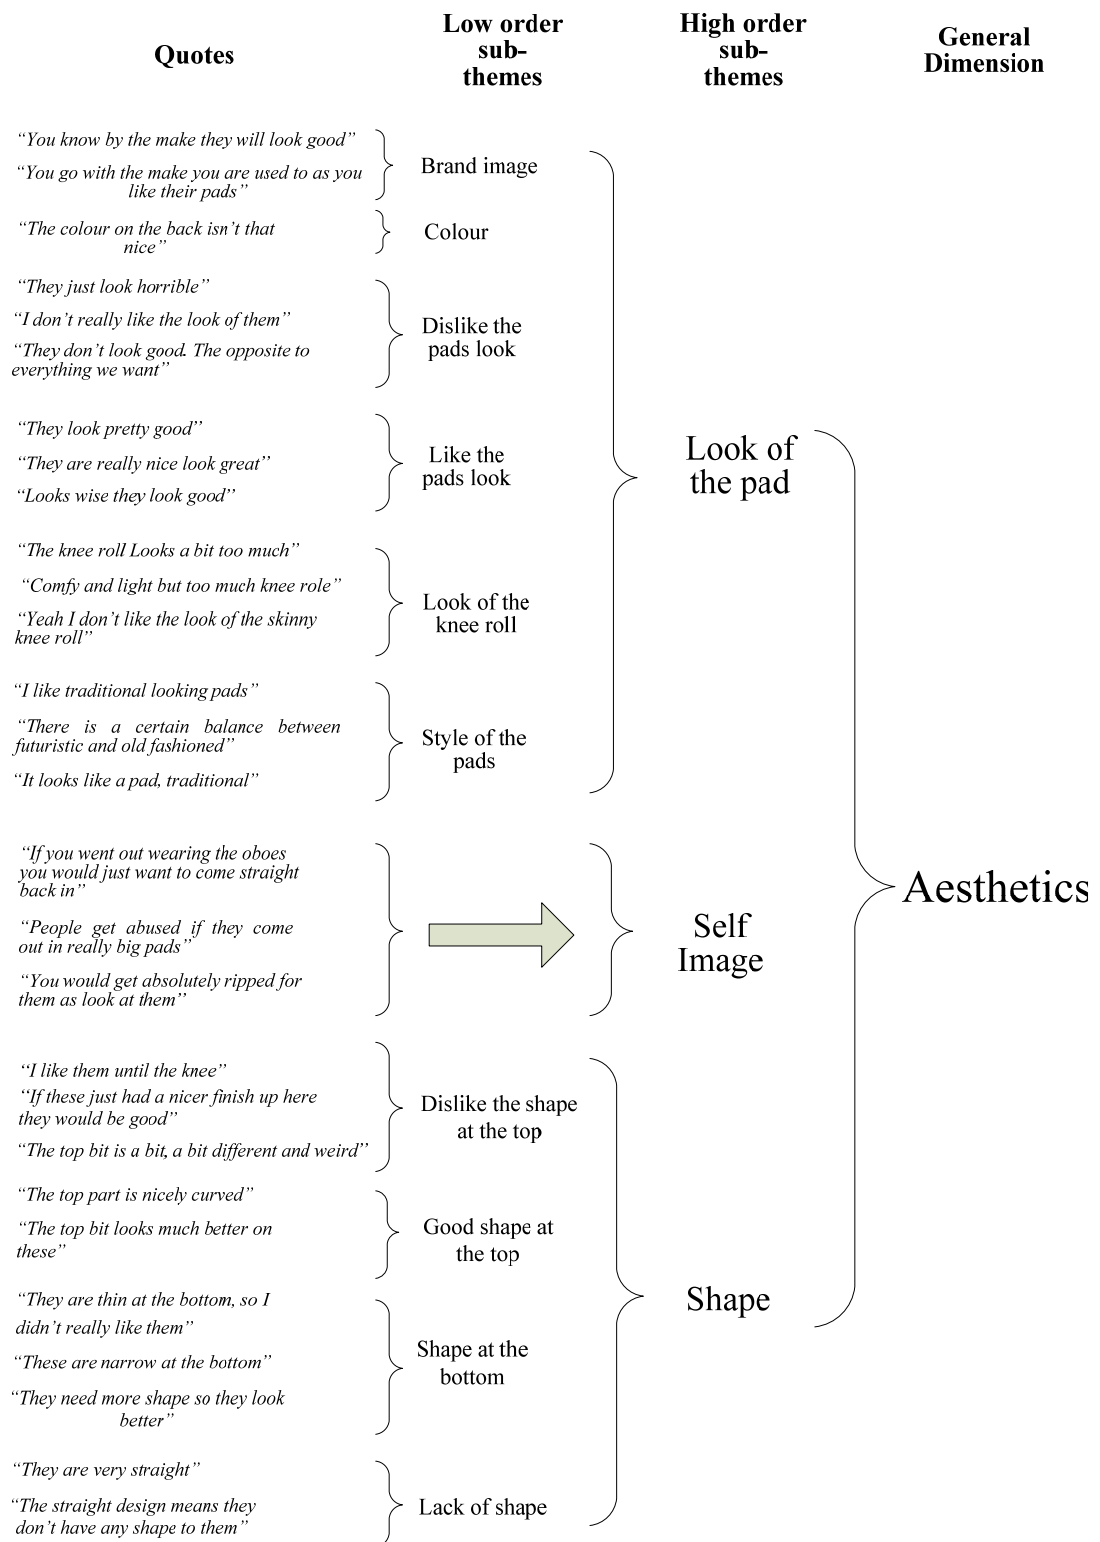 Quotes
Low order
sub-
themes
High order
sub-
themes
General
Dimension
“You know by the make they will look good”
“You go with the make you are used to as you
like their pads”
Brand image
“The colour on the back isn’t that
nice”
Colour
“They just look horrible”
“I don’t really like the look of them”
“They don’t look good. The opposite to
everything we want”
Dislike the
pads look
“They look pretty good”
“They are really nice look great”
“Looks wise they look good”
Like the
pads look
“The knee roll Looks a bit too much”
“Comfy and light but too much knee role”
“Yeah I don’t like the look of the skinny
knee roll”
Look of the
knee roll
“I like traditional looking pads”
“There is a certain balance between
futuristic and old fashioned”
“It looks like a pad, traditional”
Style of the
pads
Look of
the pad
“If you went out wearing the oboes
you would just want to come straight
back in”
“People get abused if they come
out in really big pads”
“You would get absolutely ripped for
them as look at them”
Self
Image
“I like them until the knee”
“If these just had a nicer finish up here
they would be good”
“The top bit is a bit, a bit different and weird”
Dislike the shape
at the top
“The top part is nicely curved”
“The top bit looks much better on
these”
Good shape at
the top
“They are thin at the bottom, so I
didn’t really like them”
“These are narrow at the bottom”
“They need more shape so they look
better”
Shape at the
bottom
“They are very straight”
“The straight design means they
don’t have any shape to them”
Lack of shape
Shape
Aesthetics